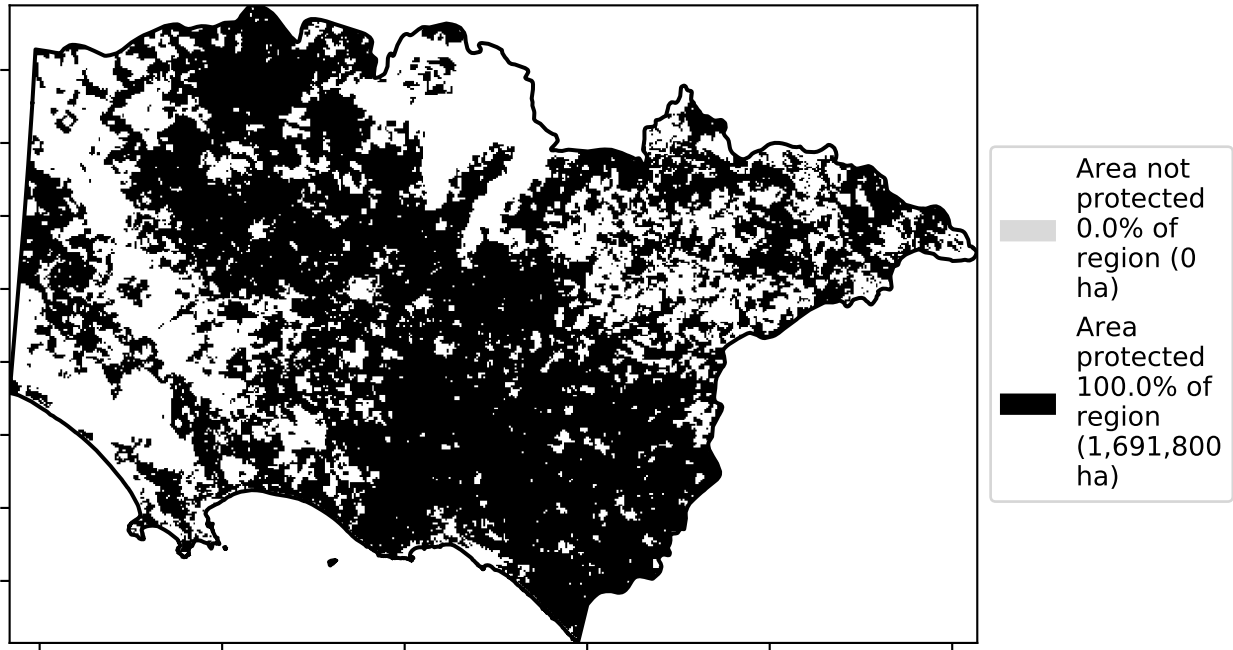 Area not
protected
0.0% of
region (0
ha)
Area
protected
100.0% of
region
(1,691,800
ha)